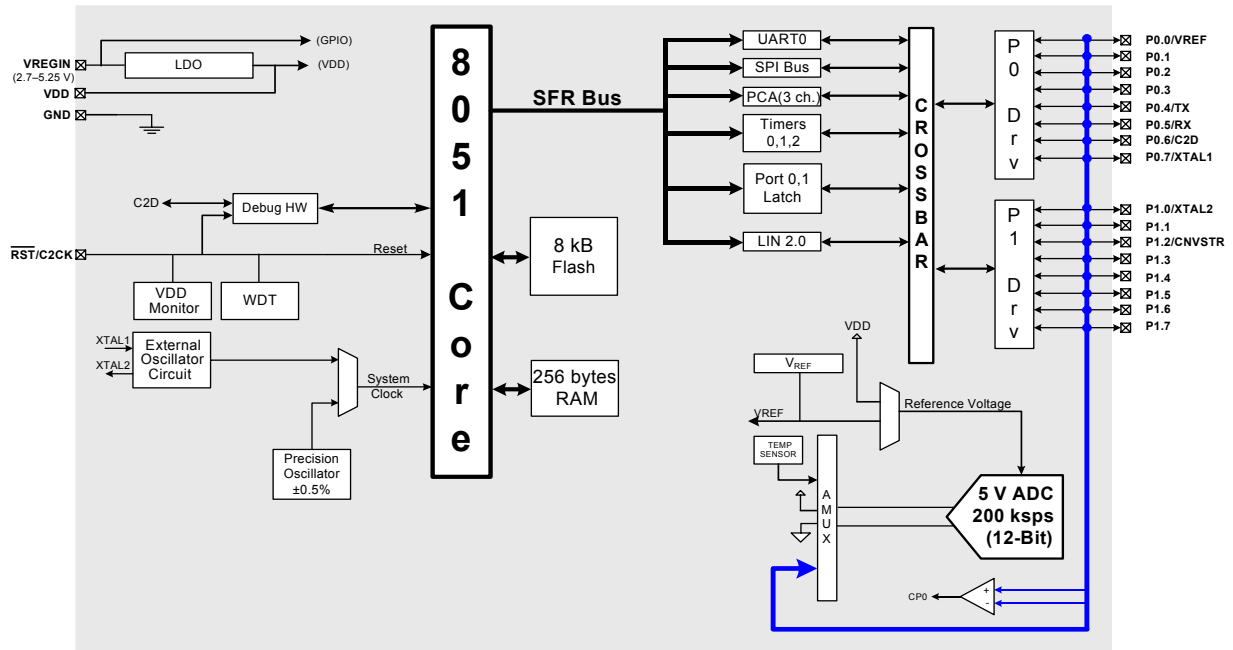 VREGIN
(2.7–5.25 V)
VDD
GND
LDO
(GPIO)
(VDD)
C2D
Debug HW
RST/C2CK
Reset
VDD
Monitor
WDT
XTAL1
XTAL2
External
Oscillator
Circuit
System
Clock
Precision
Oscillator
±0.5%
8
0
5
1
C
o
r
e
8 kB
Flash
256 bytes
RAM
SFR Bus
UART0
SPI Bus
PCA(3 ch.)
Timers
0,1,2
Port 0,1
Latch
LIN 2.0
C
R
O
S
S
B
A
R
P
0
D
r
v
P
1
D
r
v
P0.0/VREF
P0.1
P0.2
P0.3
P0.4/TX
P0.5/RX
P0.6/C2D
P0.7/XTAL1
P1.0/XTAL2
P1.1
P1.2/CNVSTR
P1.3
P1.4
P1.5
P1.6
P1.7
VDD
VREF
VREF
Reference Voltage
TEMP
SENSOR
A
M
U
X
5 V ADC
200 ksps
(12-Bit)
CP0
+
-